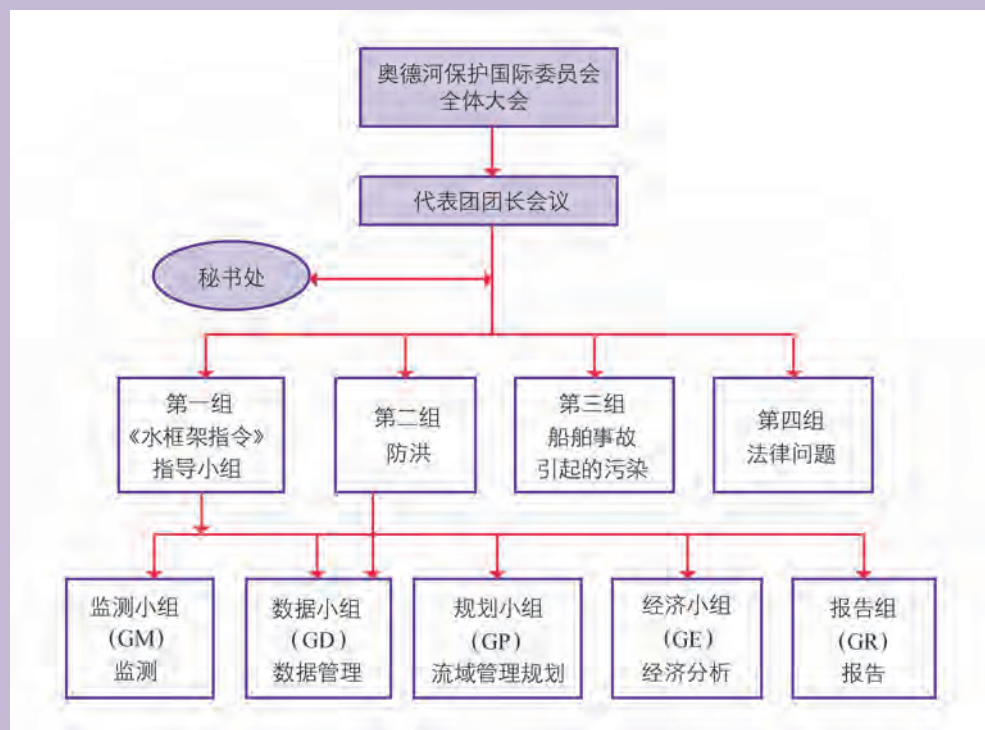 奥德河保护国际委员会
全体大会
代表团团长会议
秘书处
第一组
《水框架指令》
指导小组
第二组
防洪
第三组
船舶事故
引起的污染
第四组
法律问题
监测小组
(GM)
监测
数据小组
(GD)
数据管理
规划小组
(GP)
流域管理规划
经济小组
(GE)
经济分析
报告组
(GR)
报告